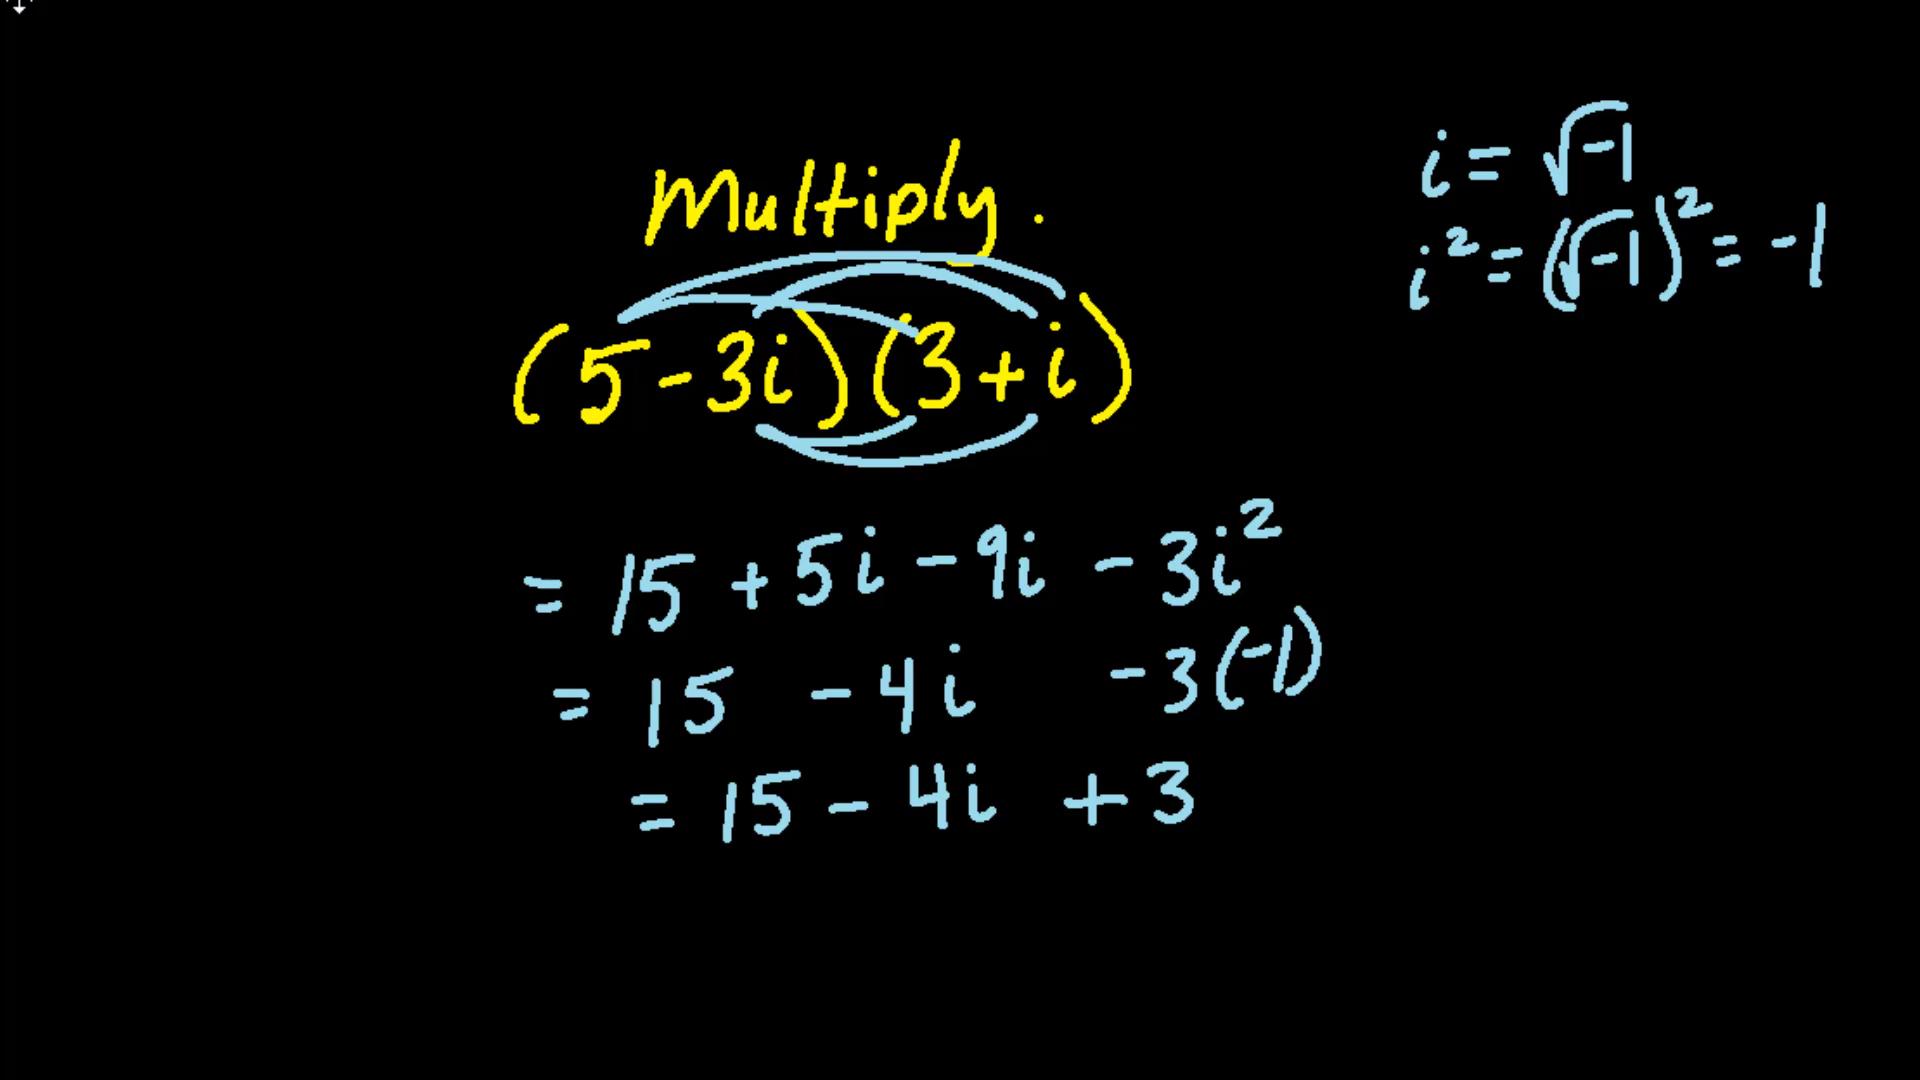 Multiply.
(5-3i)(3+i)
i = √-1
i² = (√-1)² = -1
= 15 + 5i - 9i - 3i²
= 15 - 4i -3(-1)
= 15 - 4i + 3